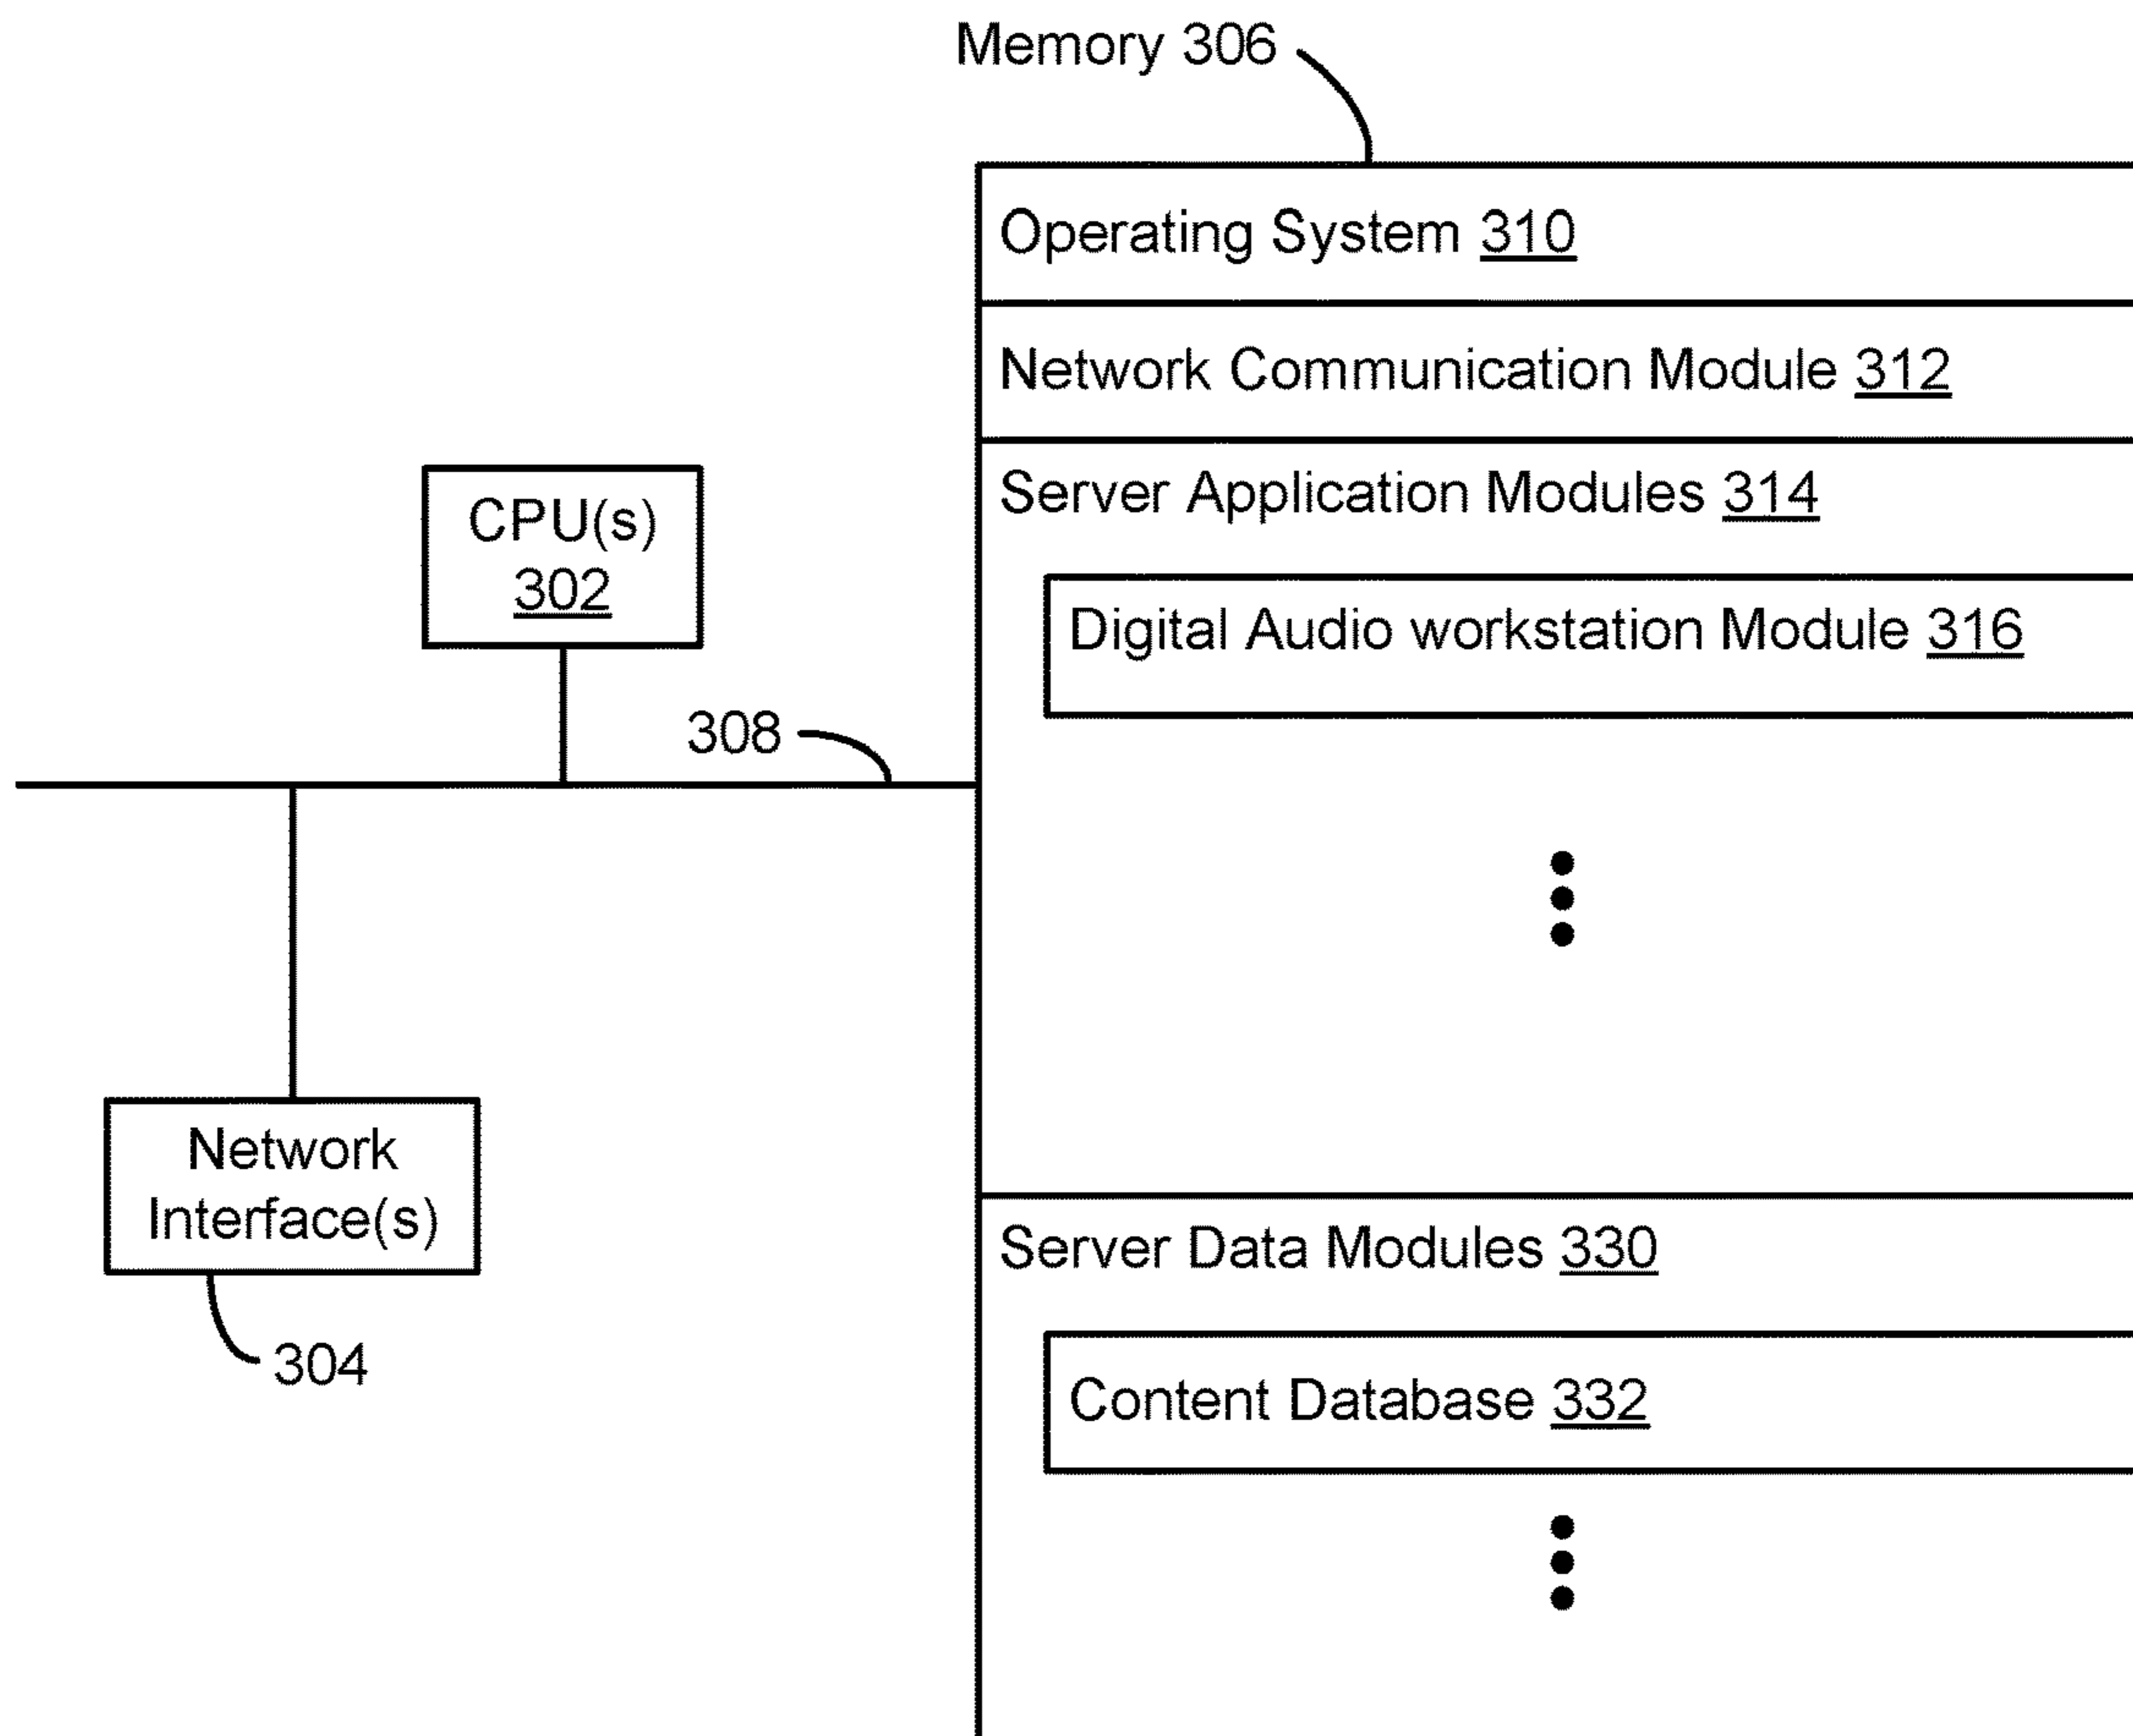 Memory 306
Operating System 310
Network Communication Module 312
Server Application Modules 314
CPU(s)
302
Digital Audio workstation Module 316
308
Network
Interface(s)
304
Server Data Modules 330
Content Database 332